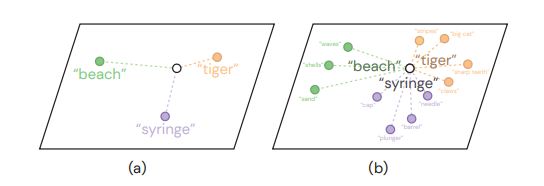 "beach"
"tiger"
"syringe"
(a)
"stripes"
"big cat"
"waves"
"tiger"
"beach"
"shells"
"sharp teeth"
"syringe"
"claws"
"sand"
"cap"
"needle"
"barrel"
"plunger"
(b)